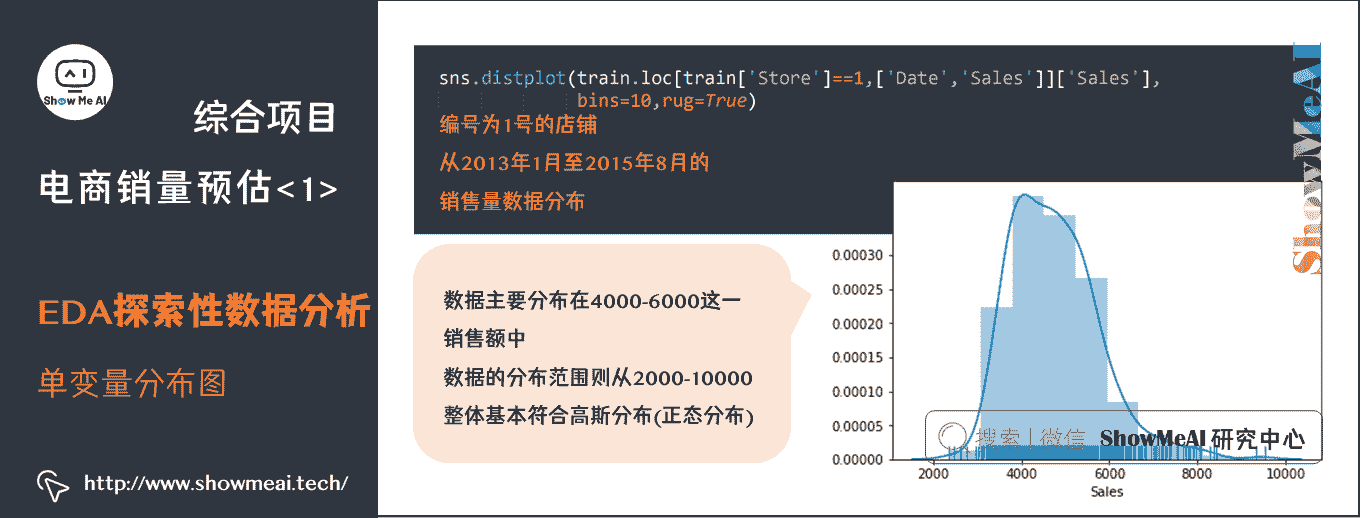 Show Me AI
综合项目
电商销量预估<1>
EDA探索性数据分析
单变量分布图
http://www.showmeai.tech/
sns.distplot(train.loc[train['Store']==1,['Date','Sales']]['Sales'],
bins=10,rug=True)
编号为1号的店铺
从2013年1月至2015年8月的
销售量数据分布
数据主要分布在4000-6000这一
销售额中
数据的分布范围则从2000-10000
整体基本符合高斯分布(正态分布)
ShowMeAI
0.00030
0.00025
0.00020
0.00015
0.00010
0.00005
0.00000
2000 4000 6000 8000 10000
Sales
搜索 | 微信 ShowMeAI 研究中心